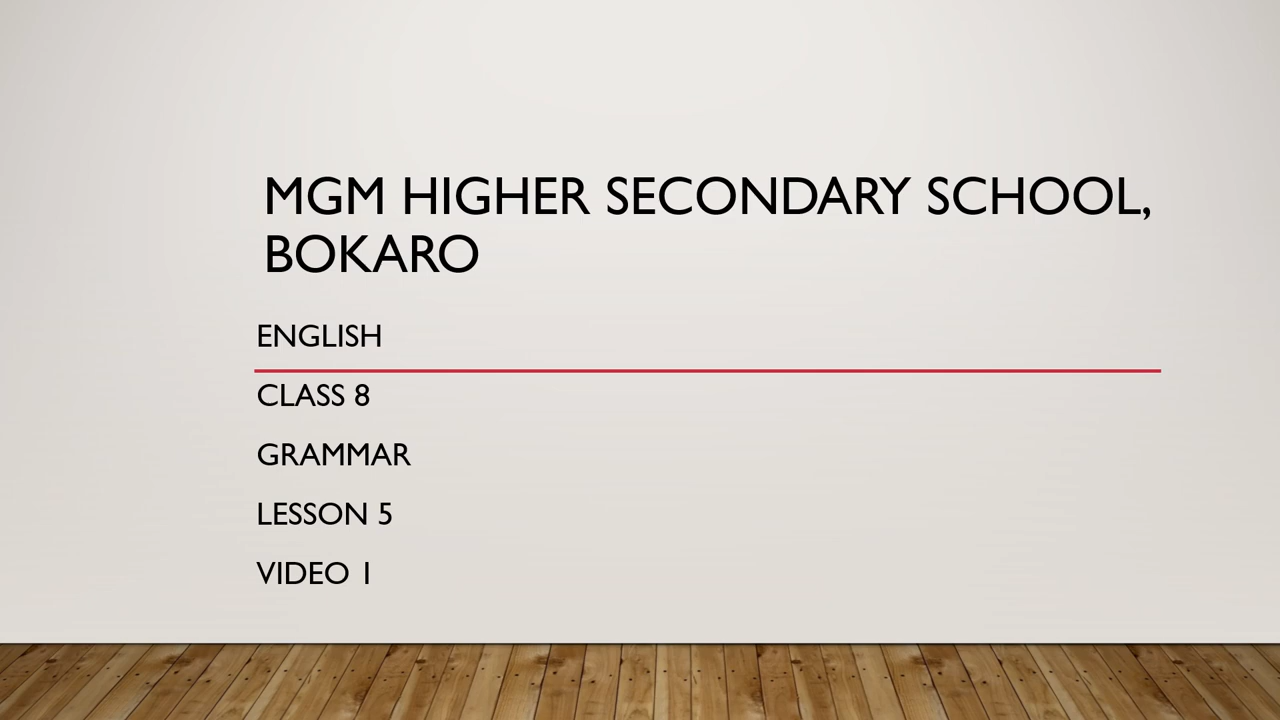 MGM HIGHER SECONDARY SCHOOL,
BOKARO
ENGLISH
CLASS 8
GRAMMAR
LESSON 5
VIDEO 1